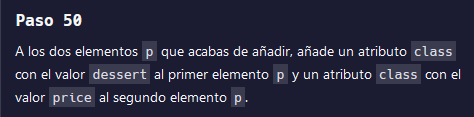 Paso 50
A los dos elementos p que acabas de añadir, añade un atributo class
con el valor dessert al primer elemento p y un atributo class con el
valor price al segundo elemento p.